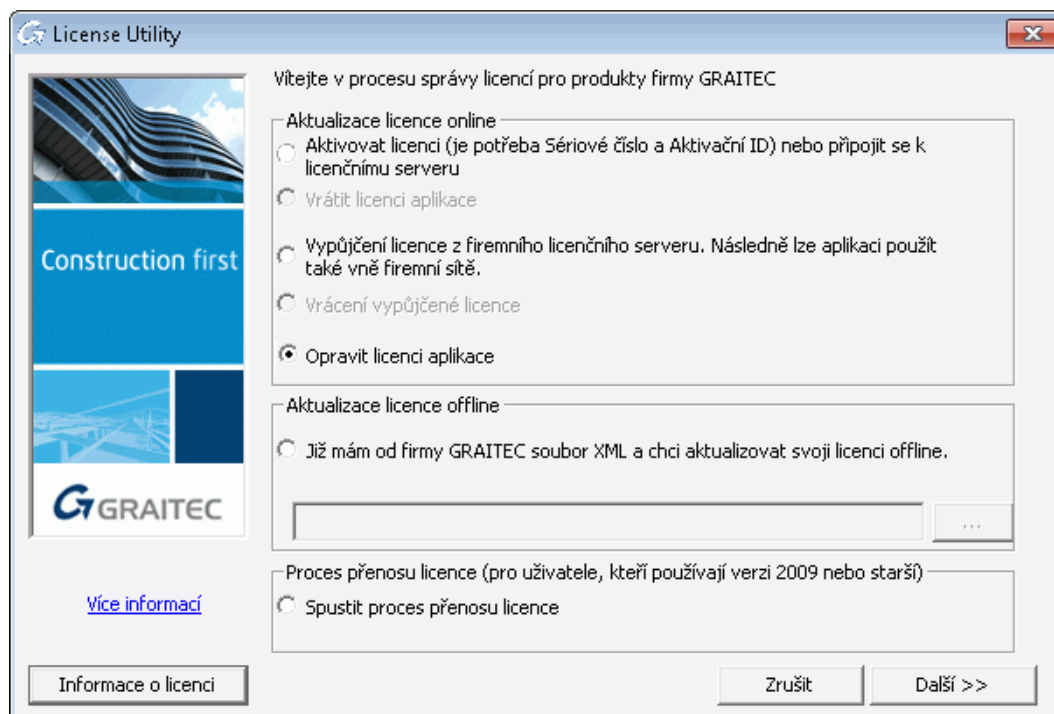 License Utility
Vítejte v procesu správy licencí pro produkty firmy GRAITEC
Aktualizace licence online
Aktivovat licenci (je potřeba Sériové číslo a Aktivační ID) nebo připojit se k
licenčnímu serveru
Vrátit licenci aplikace
Vypůjčení licence z firemního licenčního serveru. Následně lze aplikaci použít
také vně firemní sítě.
Vrácení vypůjčené licence
Opravit licenci aplikace
Construction first
GRAITEC
Aktualizace licence offline
Již mám od firmy GRAITEC soubor XML a chci aktualizovat svoji licenci offline.
...
Proces přenosu licence (pro uživatele, kteří používají verzi 2009 nebo starší)
Spustit proces přenosu licence
Více informací
Informace o licenci
Zrušit
Další >>